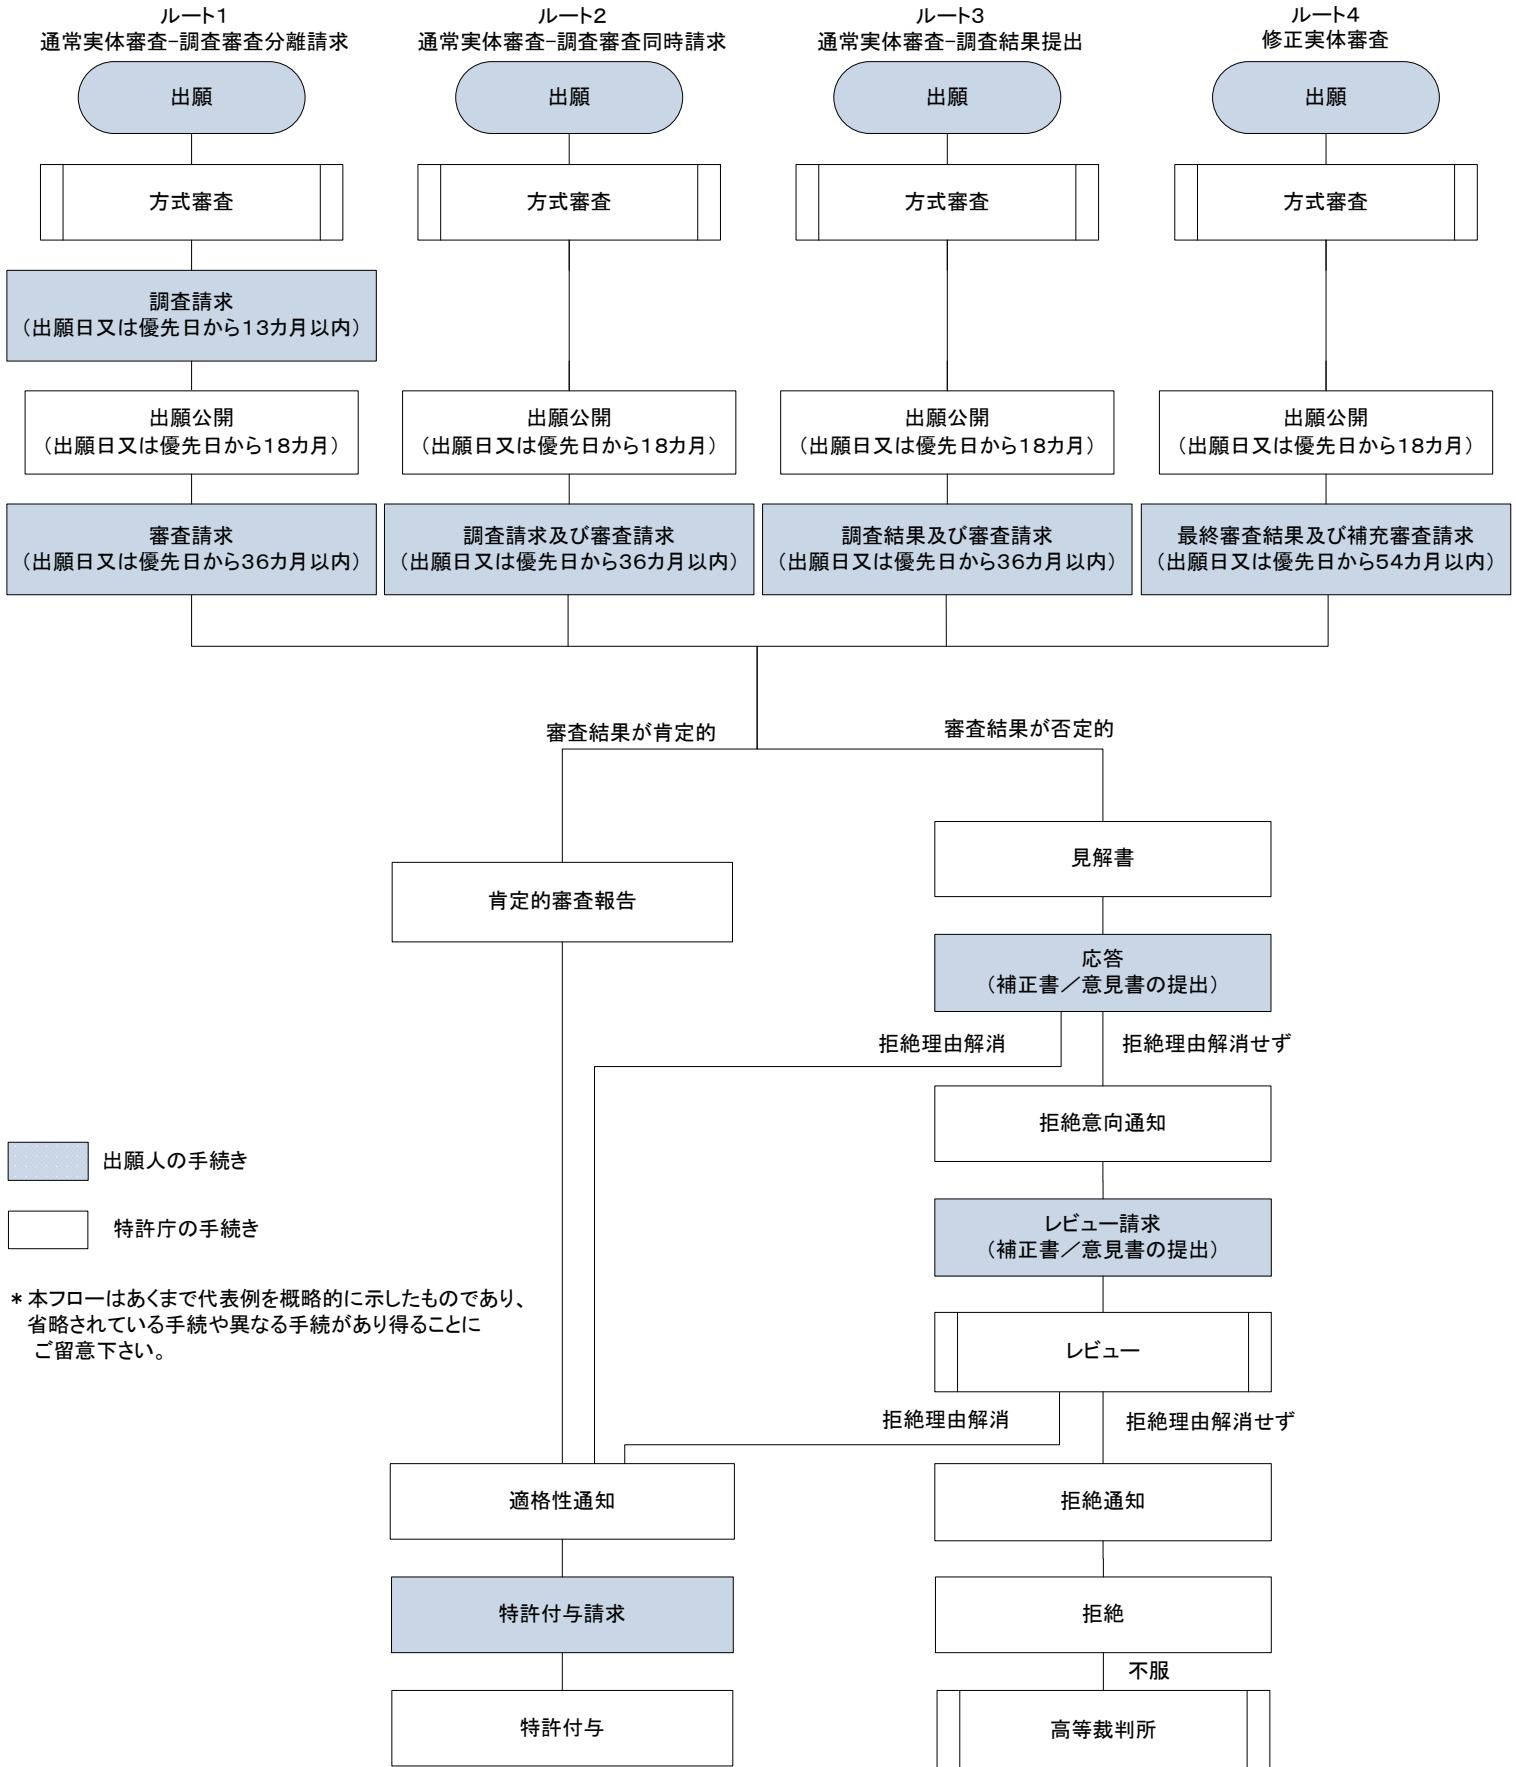 ルート1
通常実体審査-調査審査分離請求
ルート2
通常実体審査-調査審査同時請求
ルート3
通常実体審査-調査結果提出
ルート4
修正実体審査
出願
出願
出願
出願
方式審査
方式審査
方式審査
方式審査
調査請求
（出願日又は優先日から13カ月以内）
出願公開
（出願日又は優先日から18カ月）
出願公開
（出願日又は優先日から18カ月）
出願公開
（出願日又は優先日から18カ月）
出願公開
（出願日又は優先日から18カ月）
審査請求
（出願日又は優先日から36カ月以内）
調査請求及び審査請求
（出願日又は優先日から36カ月以内）
調査結果及び審査請求
（出願日又は優先日から36カ月以内）
最終審査結果及び補充審査請求
（出願日又は優先日から54カ月以内）
審査結果が肯定的
審査結果が否定的
見解書
肯定的審査報告
応答
（補正書／意見書の提出）
拒絶理由解消
拒絶理由解消せず
拒絶意向通知
出願人の手続き
レビュー請求
（補正書／意見書の提出）
特許庁の手続き
＊本フローはあくまで代表例を概略的に示したものであり、
省略されている手続や異なる手続があり得ることに
ご留意下さい。
レビュー
拒絶理由解消
拒絶理由解消せず
適格性通知
拒絶通知
特許付与請求
拒絶
不服
特許付与
高等裁判所